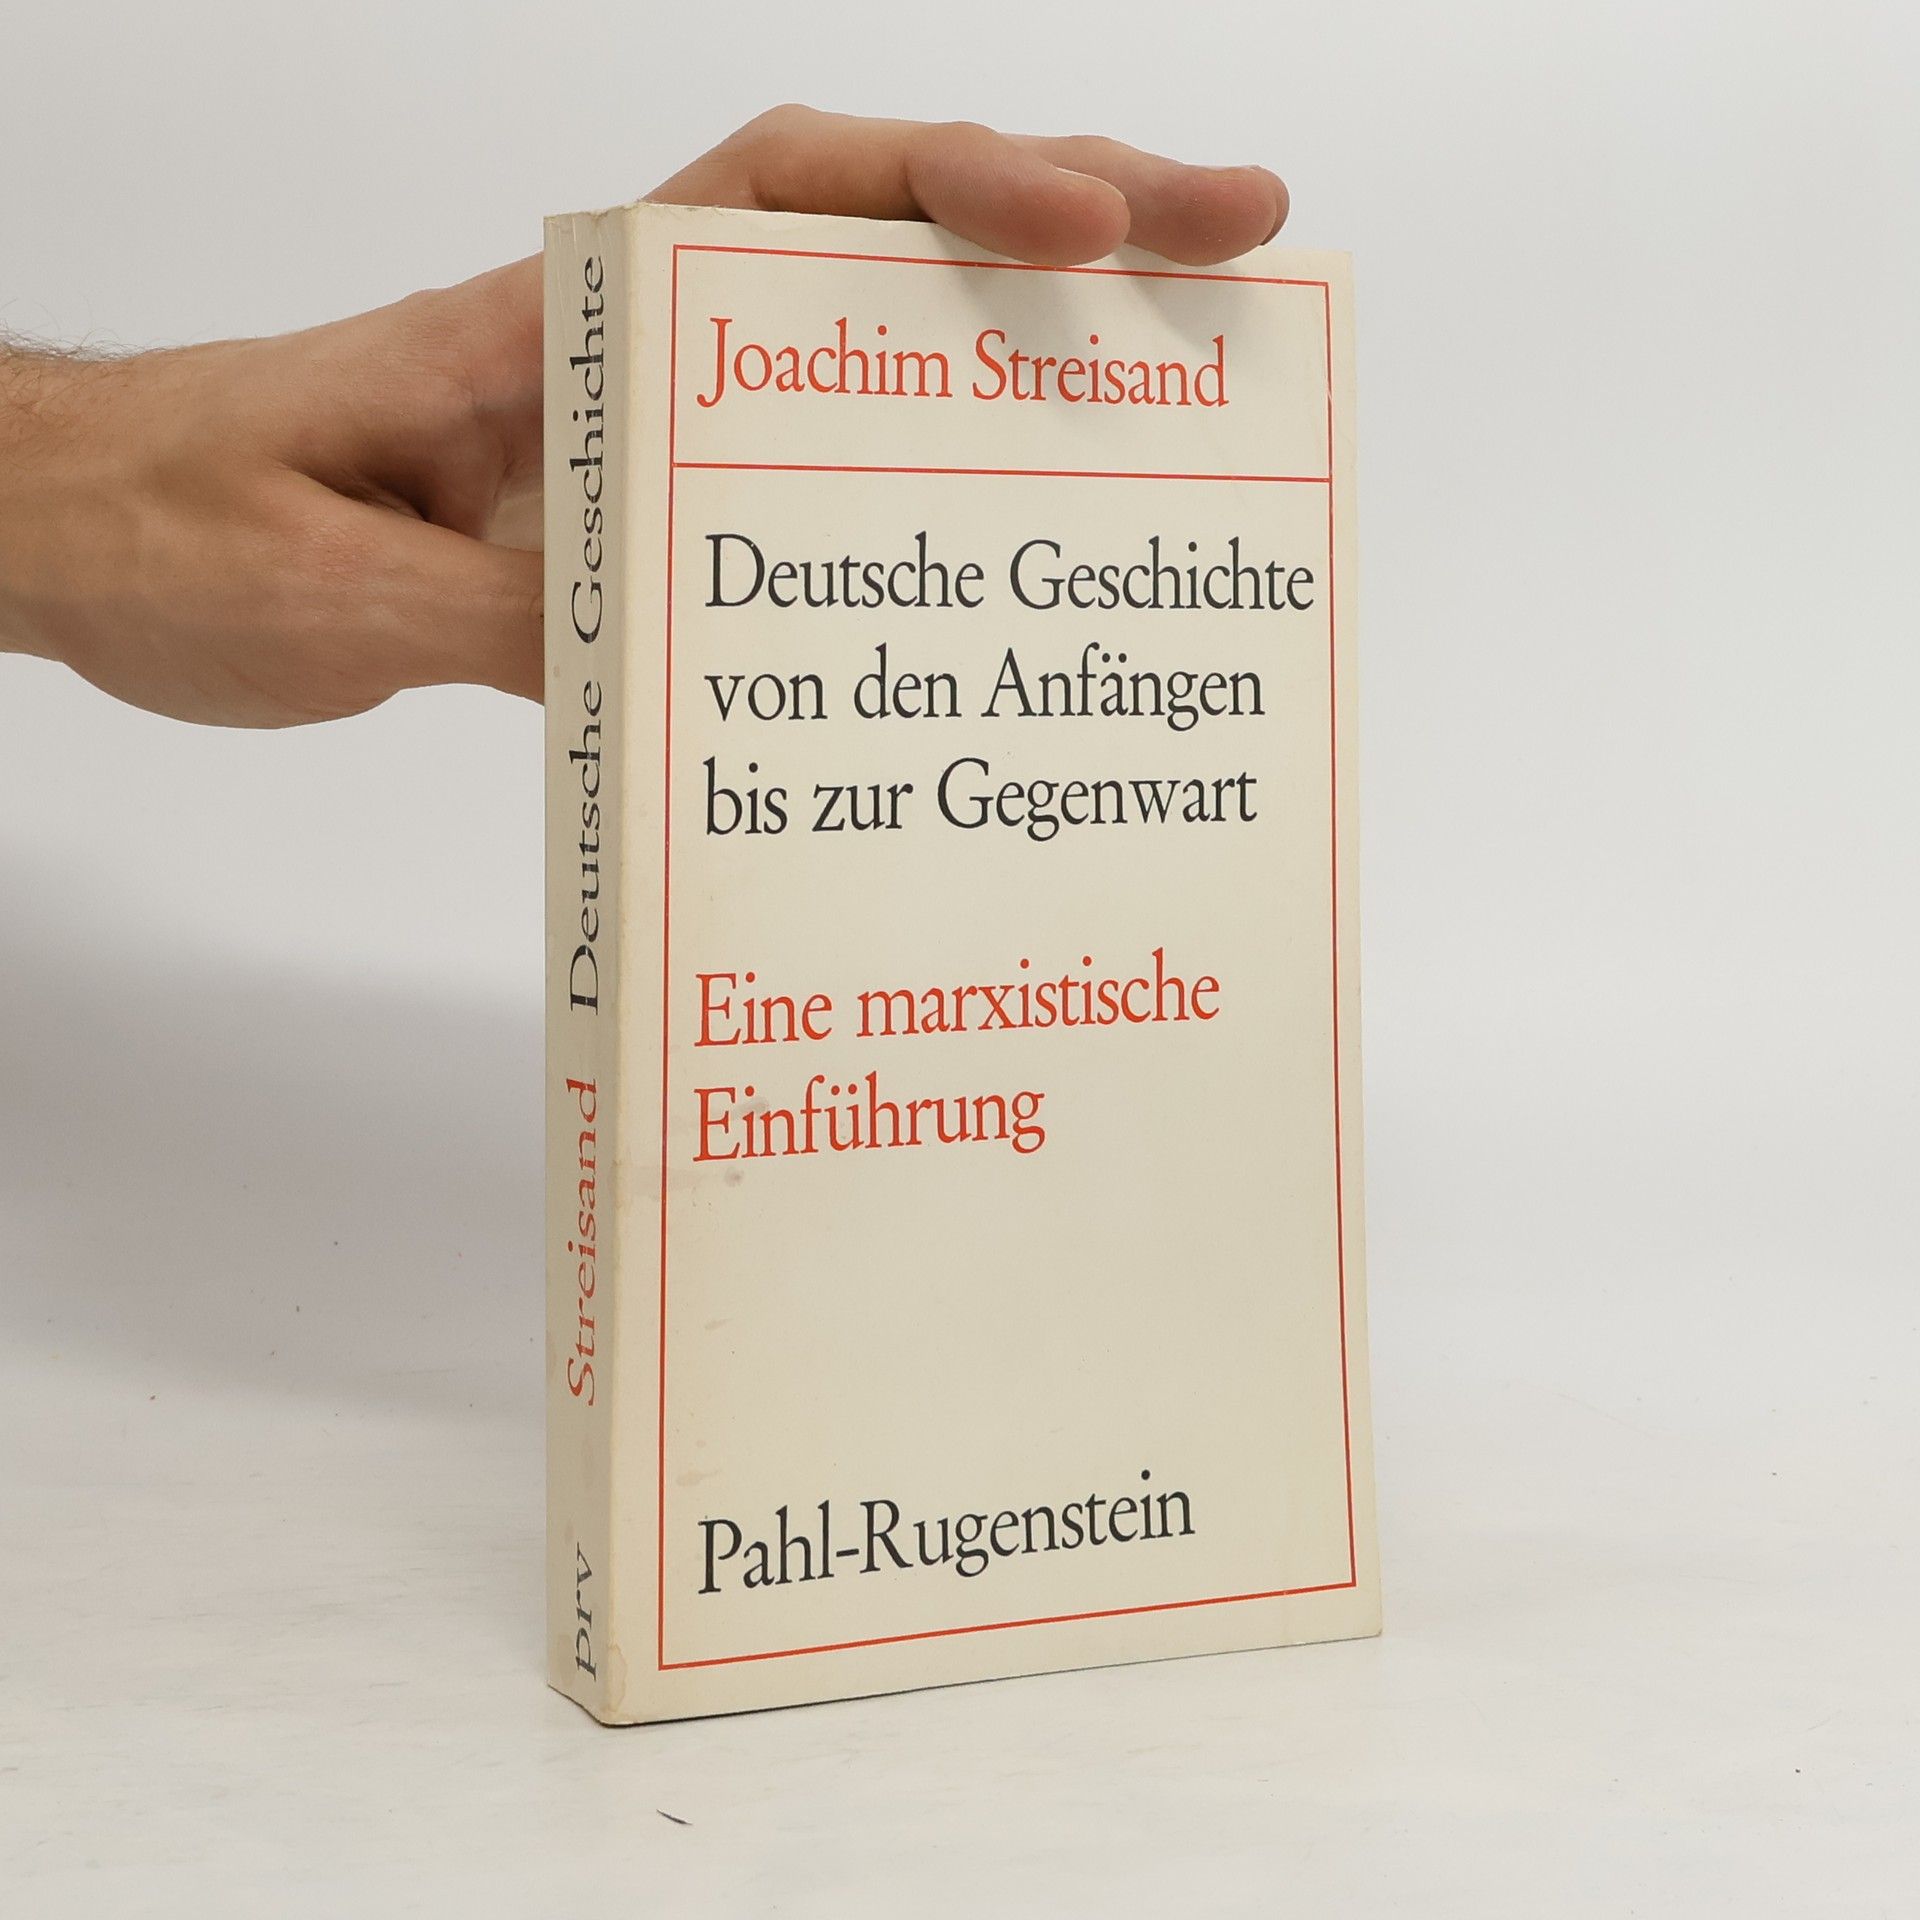 Joachim Streisand
Deutsche Geschichte
von den Anfängen
bis zur Gegenwart
Eine marxistische
Einführung
Pahl-Rugenstein
prv Streisand Deutsche Geschichte